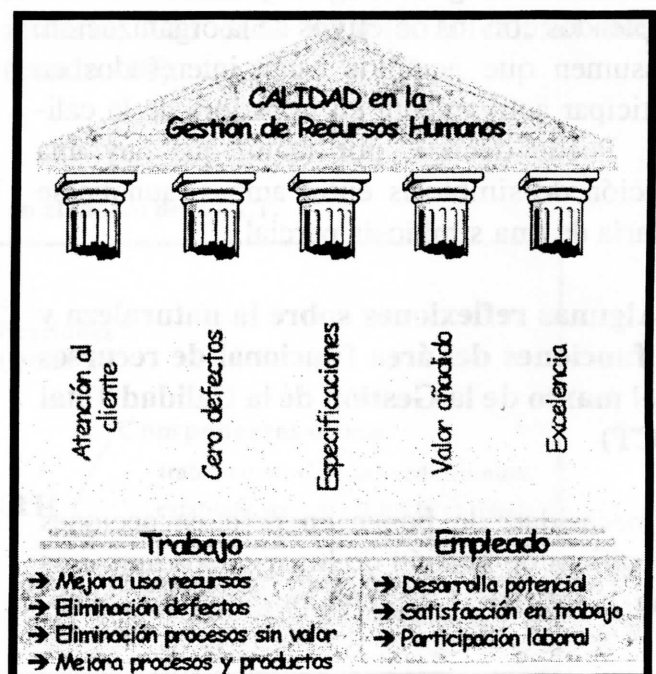 CALIDAD en la
Gestión de Recursos Humanos
Atención al
cliente
Cero defectos
Especificaciones
Valor añadido
Excelencia
Trabajo
→ Mejora uso recursos
→ Eliminación defectos
→ Eliminación procesos sin valor
→ Mejora procesos y productos
Empleado
→ Desarrolla potencial
→ Satisfacción en trabajo
→ Participación laboral